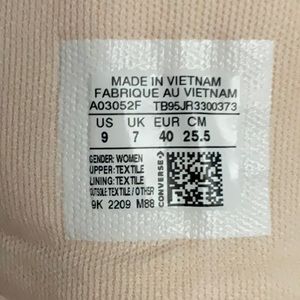 MADE IN VIETNAM
FABRIQUE AU VIETNAM
A03052F TB95JR3300373
US UK EUR CM
9 7 40 25.5
GENDER: WOMEN
UPPER: TEXTILE
LINING: TEXTILE
OUTSOLE: TEXTILE / OTHSR
9K 2209 M88
CONVERSE